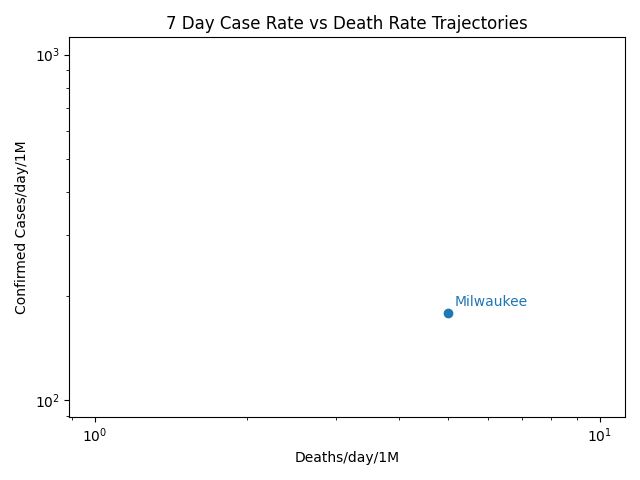 7 Day Case Rate vs Death Rate Trajectories
10³
Confirmed Cases/day/1M
Milwaukee
10²
10⁰
10¹
Deaths/day/1M